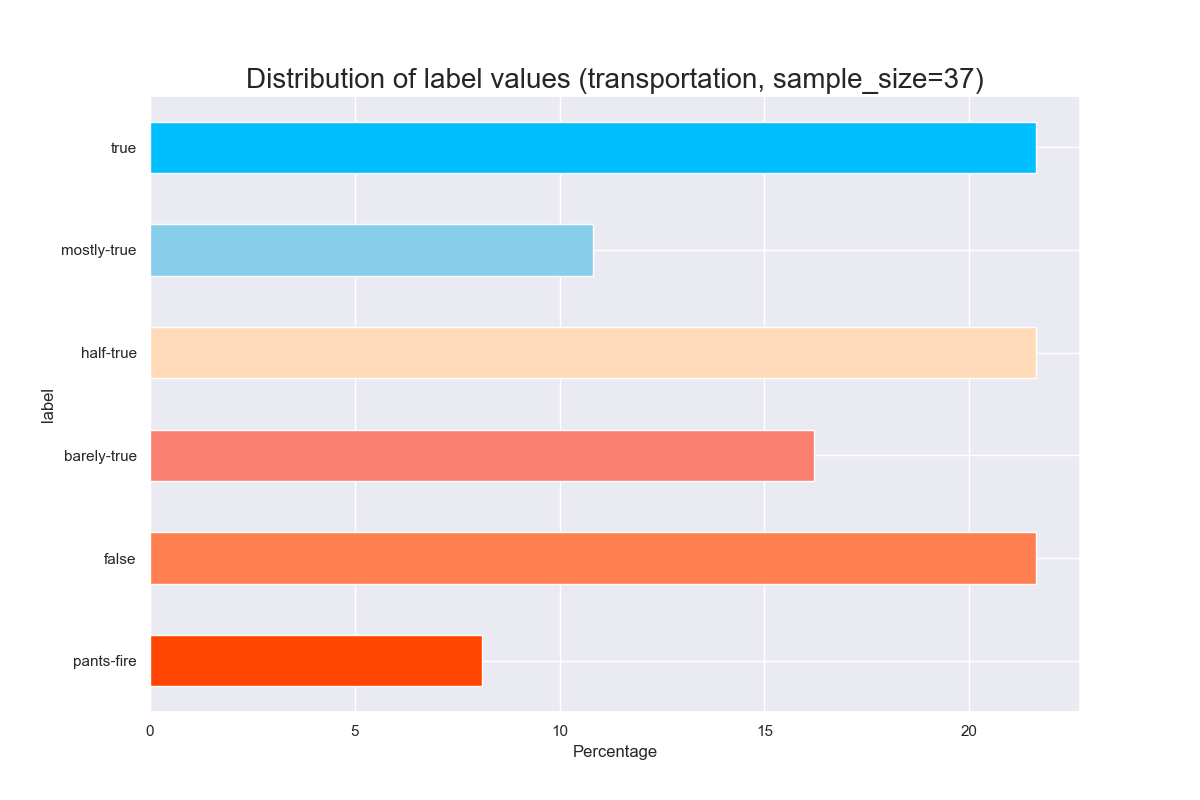 Distribution of label values (transportation, sample_size=37)
true
mostly-true
half-true
label
barely-true
false
pants-fire
0 5 10 15 20
Percentage